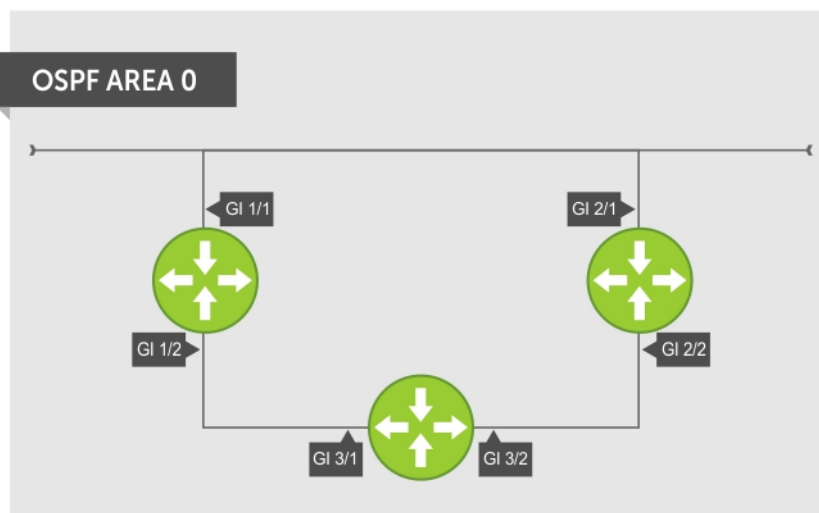 OSPF AREA 0
GI 1/1
GI 2/1
GI 1/2
GI 2/2
GI 3/1
GI 3/2